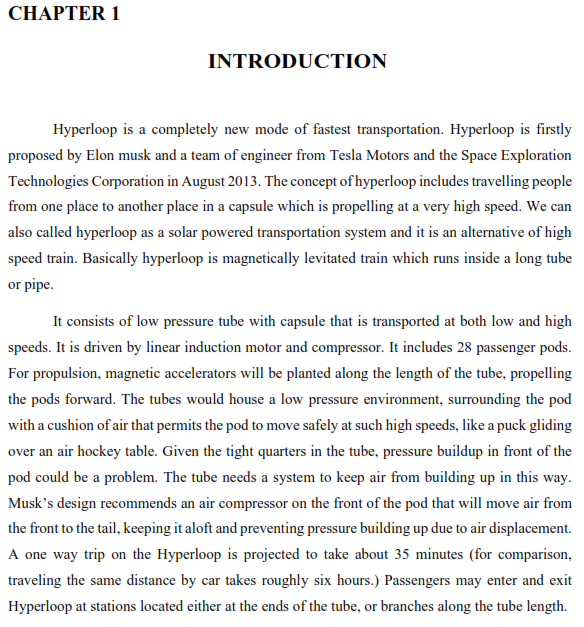 CHAPTER 1
INTRODUCTION
Hyperloop is a completely new mode of fastest transportation. Hyperloop is firstly
proposed by Elon musk and a team of engineer from Tesla Motors and the Space Exploration
Technologies Corporation in August 2013. The concept of hyperloop includes travelling people
from one place to another place in a capsule which is propelling at a very high speed. We can
also called hyperloop as a solar powered transportation system and it is an alternative of high
speed train. Basically hyperloop is magnetically levitated train which runs inside a long tube
or pipe.
It consists of low pressure tube with capsule that is transported at both low and high
speeds. It is driven by linear induction motor and compressor. It includes 28 passenger pods.
For propulsion, magnetic accelerators will be planted along the length of the tube, propelling
the pods forward. The tubes would house a low pressure environment, surrounding the pod
with a cushion of air that permits the pod to move safely at such high speeds, like a puck gliding
over an air hockey table. Given the tight quarters in the tube, pressure buildup in front of the
pod could be a problem. The tube needs a system to keep air from building up in this way.
Musk's design recommends an air compressor on the front of the pod that will move air from
the front to the tail, keeping it aloft and preventing pressure building up due to air displacement.
A one way trip on the Hyperloop is projected to take about 35 minutes (for comparison,
traveling the same distance by car takes roughly six hours.) Passengers may enter and exit
Hyperloop at stations located either at the ends of the tube, or branches along the tube length.